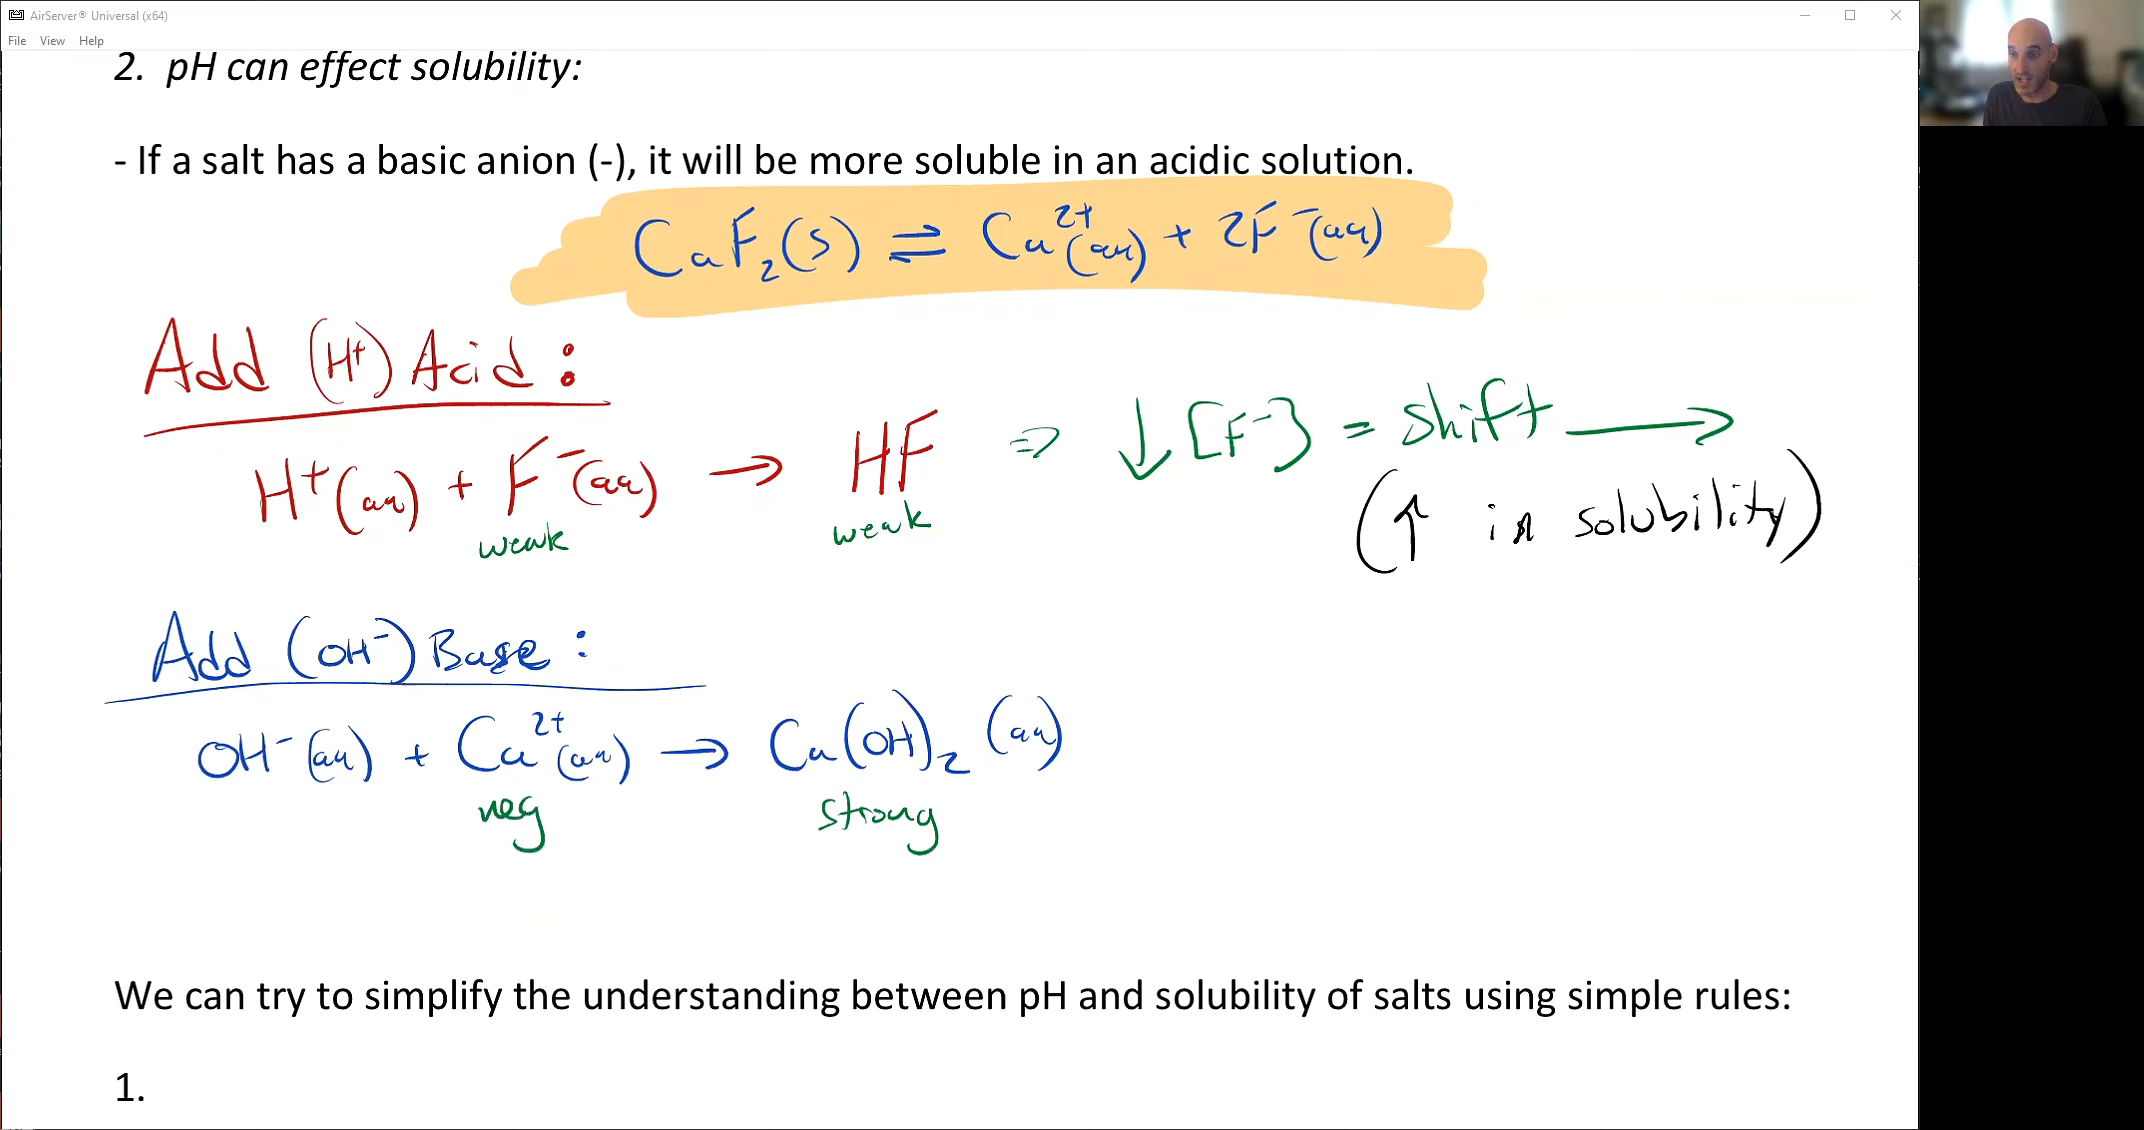 AirServer® Universal (x64)
File View Help
2. pH can effect solubility:
- If a salt has a basic anion (-), it will be more soluble in an acidic solution.
CaF₂(s) ⇌ Ca²⁺(aq) + 2F⁻(aq)
Add (H⁺) Acid:
H⁺(aq) + F⁻(aq) → HF ⇒ ↓ [F⁻] = shift →
weak weak (↑ in solubility)
Add (OH⁻) Base:
OH⁻(aq) + Ca²⁺(aq) → Ca(OH)₂ (aq)
neg strong
We can try to simplify the understanding between pH and solubility of salts using simple rules:
1.